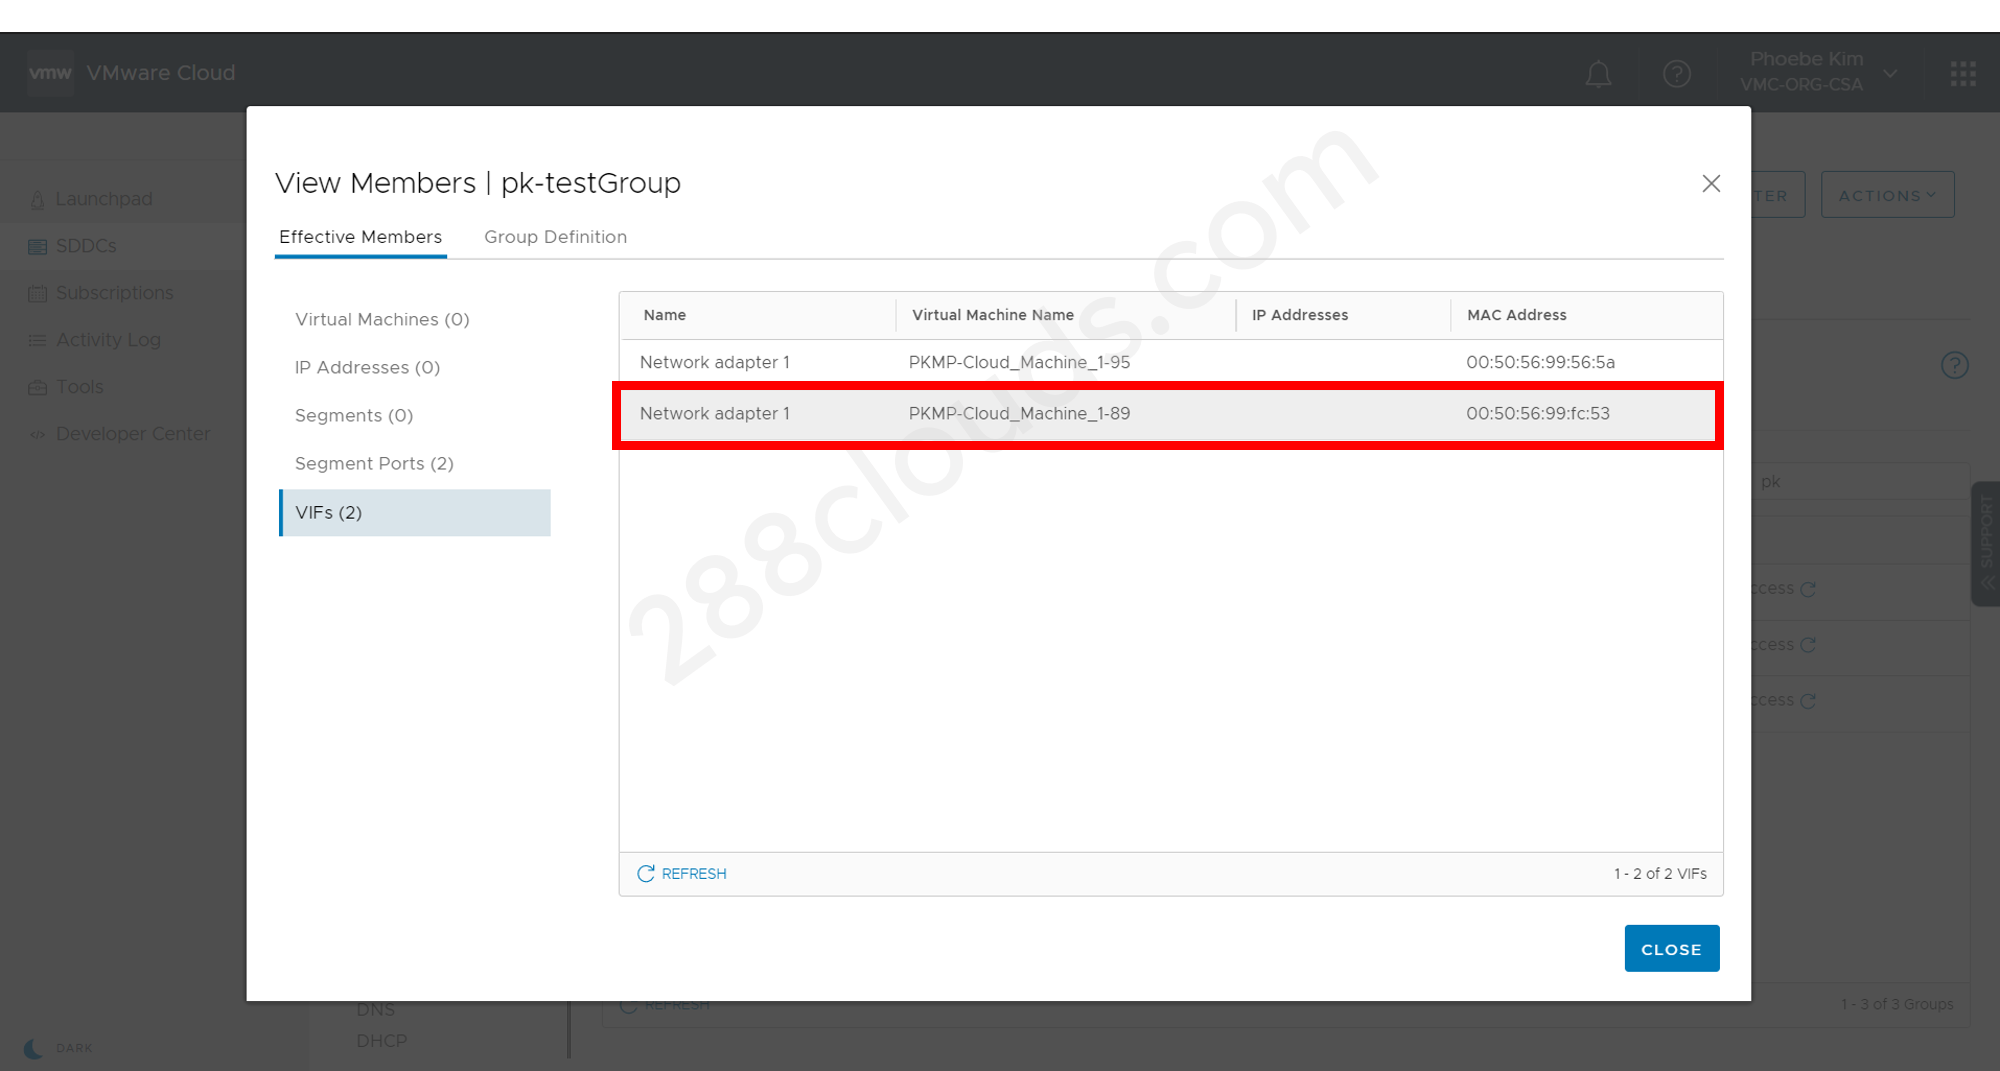 vmw VMware Cloud
Phoebe Kim
VMC-ORG-CSA
Launchpad
SDDCs
Subscriptions
Activity Log
Tools
Developer Center
DARK
TER
ACTIONS
View Members | pk-testGroup
Effective Members Group Definition
Virtual Machines (0)
IP Addresses (0)
Segments (0)
Segment Ports (2)
VIFs (2)
Name Virtual Machine Name IP Addresses MAC Address
Network adapter 1 PKMP-Cloud_Machine_1-95 00:50:56:99:56:5a
Network adapter 1 PKMP-Cloud_Machine_1-89 00:50:56:99:fc:53
288clouds.com
REFRESH 1 - 2 of 2 VIFs
CLOSE
pk
SUPPORT
ccess
ccess
ccess
DNS
DHCP
REFRESH
1 - 3 of 3 Groups